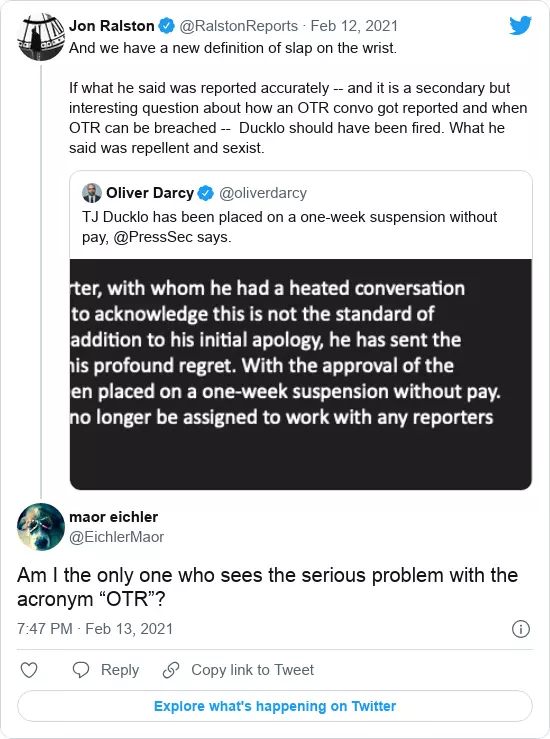 Jon Ralston @RalstonReports · Feb 12, 2021
And we have a new definition of slap on the wrist.
If what he said was reported accurately -- and it is a secondary but
interesting question about how an OTR convo got reported and when
OTR can be breached -- Ducklo should have been fired. What he
said was repellent and sexist.
Oliver Darcy @oliverdarcy
TJ Ducklo has been placed on a one-week suspension without
pay, @PressSec says.
rter, with whom he had a heated conversation
to acknowledge this is not the standard of
addition to his initial apology, he has sent the
his profound regret. With the approval of the
en placed on a one-week suspension without pay.
no longer be assigned to work with any reporters
maor eichler
@EichlerMaor
Am I the only one who sees the serious problem with the
acronym “OTR”?
7:47 PM · Feb 13, 2021
Reply
Copy link to Tweet
Explore what's happening on Twitter